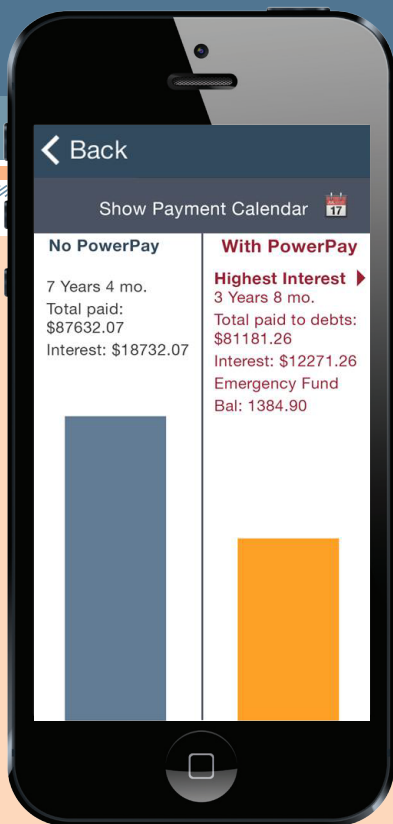 Back
Show Payment Calendar
17
No PowerPay
7 Years 4 mo.
Total paid:
$87632.07
Interest: $18732.07
With PowerPay
Highest Interest
3 Years 8 mo.
Total paid to debts:
$81181.26
Interest: $12271.26
Emergency Fund
Bal: 1384.90